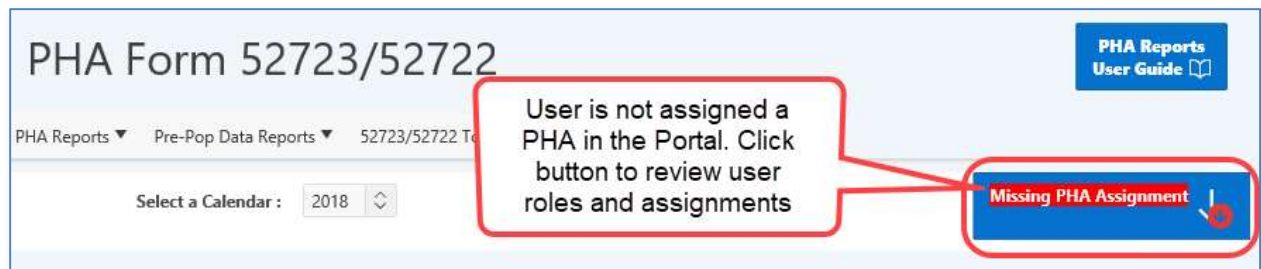 PHA Form 52723/52722
PHA Reports
User Guide
PHA Reports ▼ Pre-Pop Data Reports ▼ 52723/52722
User is not assigned a
PHA in the Portal. Click
button to review user
roles and assignments
Select a Calendar : 2018
Missing PHA Assignment